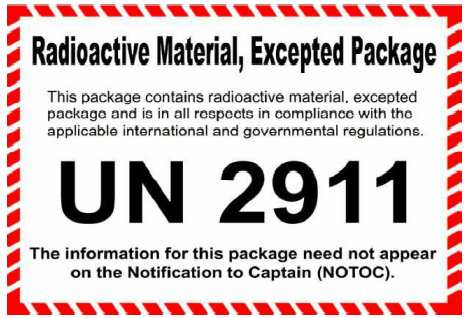 Radioactive Material, Excepted Package
This package contains radioactive material, excepted
package and is in all respects in compliance with the
applicable international and governmental regulations.
UN 2911
The information for this package need not appear
on the Notification to Captain (NOTOC).